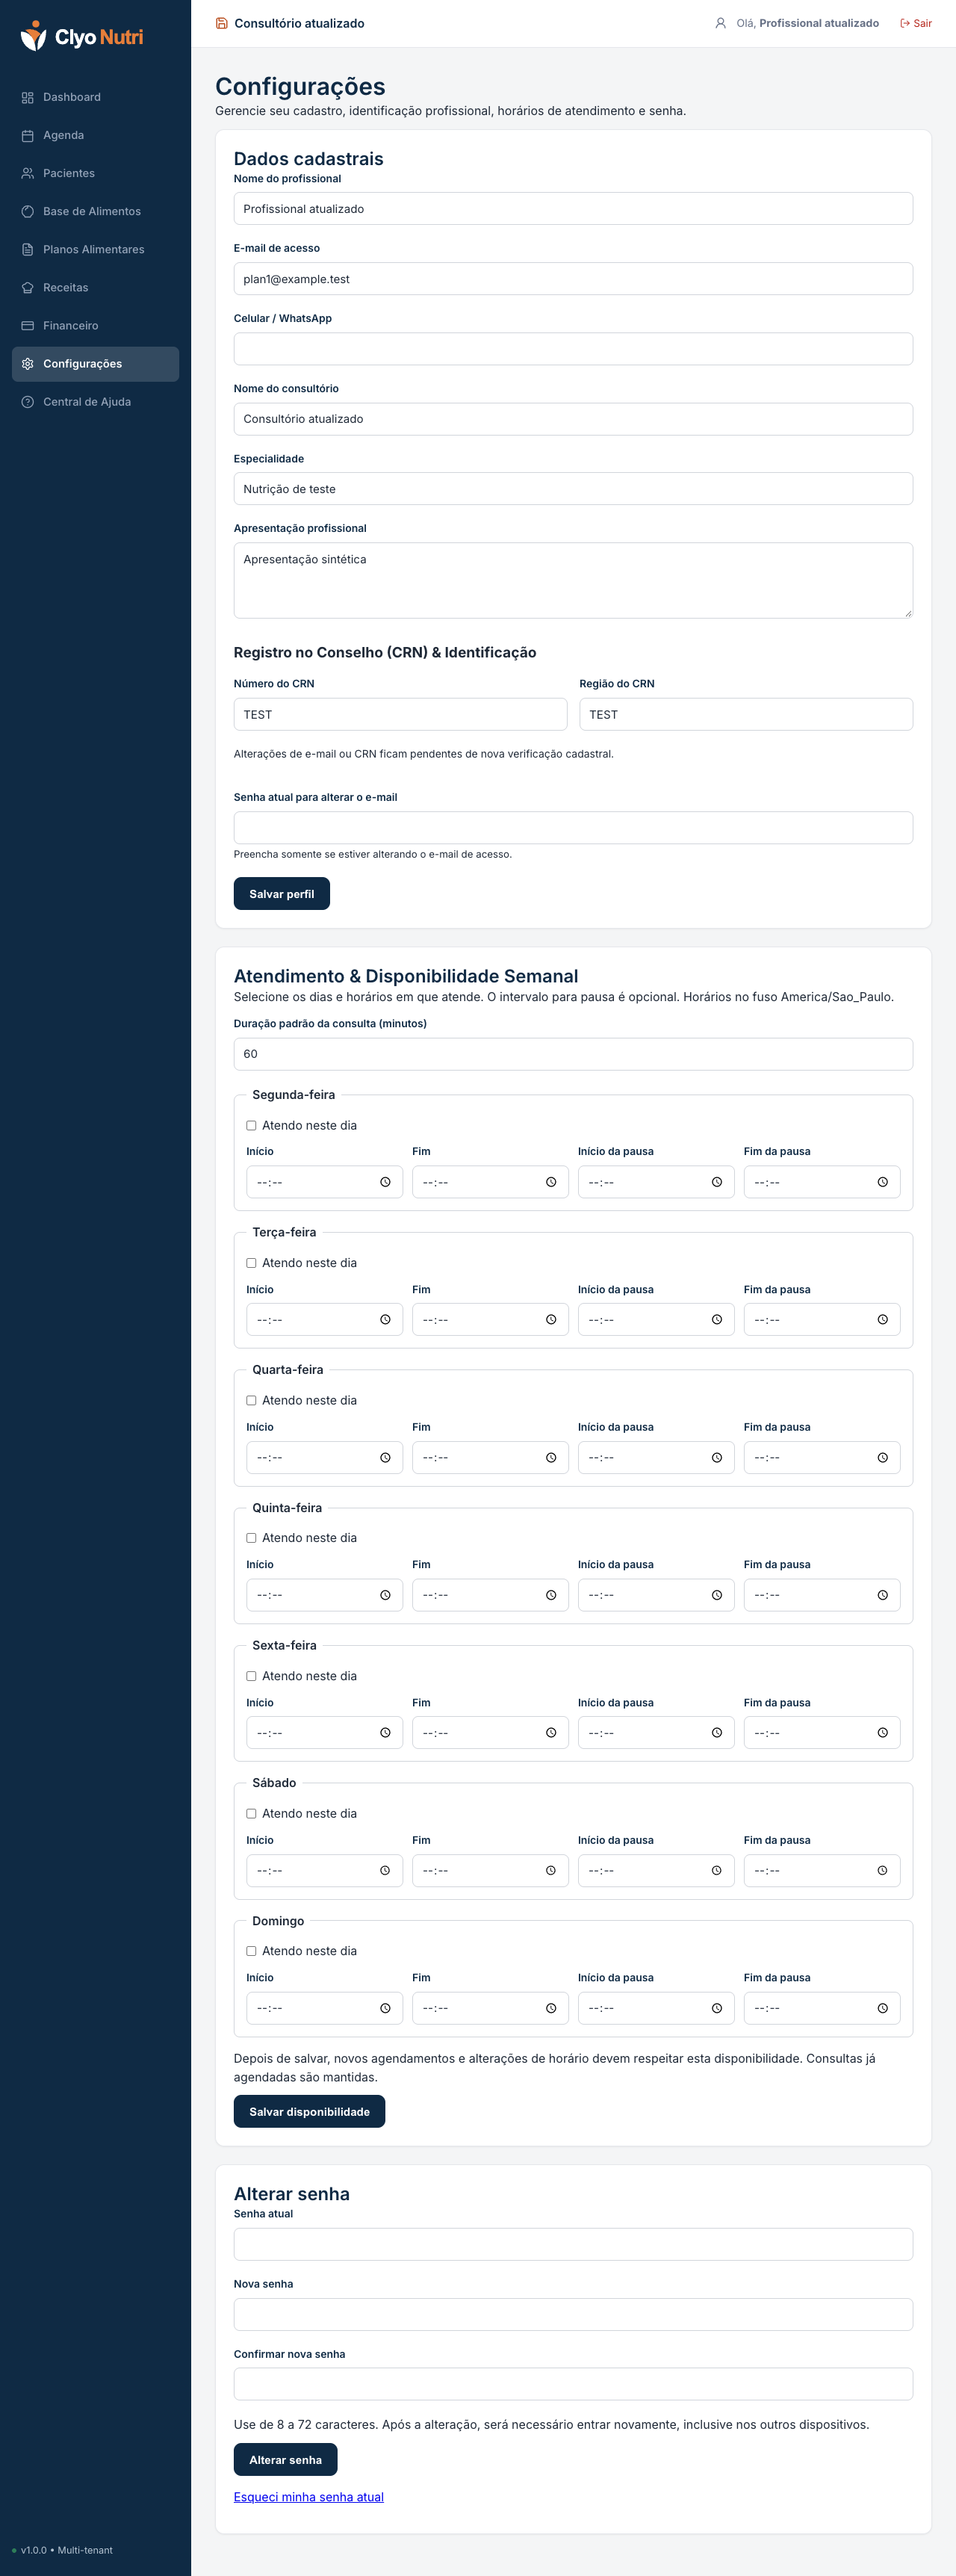 Clyo Nutri
Dashboard
Agenda
Pacientes
Base de Alimentos
Planos Alimentares
Receitas
Financeiro
Configurações
Central de Ajuda
v1.0.0 • Multi-tenant
Consultório atualizado
Olá, Profissional atualizado
Sair
Configurações
Gerencie seu cadastro, identificação profissional, horários de atendimento e senha.
Dados cadastrais
Nome do profissional
Profissional atualizado
E-mail de acesso
plan1@example.test
Celular / WhatsApp
Nome do consultório
Consultório atualizado
Especialidade
Nutrição de teste
Apresentação profissional
Apresentação sintética
Registro no Conselho (CRN) & Identificação
Número do CRN
Região do CRN
TEST
TEST
Alterações de e-mail ou CRN ficam pendentes de nova verificação cadastral.
Senha atual para alterar o e-mail
Preencha somente se estiver alterando o e-mail de acesso.
Salvar perfil
Atendimento & Disponibilidade Semanal
Selecione os dias e horários em que atende. O intervalo para pausa é opcional. Horários no fuso America/Sao_Paulo.
Duração padrão da consulta (minutos)
60
Segunda-feira
Atendo neste dia
Início Fim Início da pausa Fim da pausa
--:-- --:-- --:-- --:--
Terça-feira
Atendo neste dia
Início Fim Início da pausa Fim da pausa
--:-- --:-- --:-- --:--
Quarta-feira
Atendo neste dia
Início Fim Início da pausa Fim da pausa
--:-- --:-- --:-- --:--
Quinta-feira
Atendo neste dia
Início Fim Início da pausa Fim da pausa
--:-- --:-- --:-- --:--
Sexta-feira
Atendo neste dia
Início Fim Início da pausa Fim da pausa
--:-- --:-- --:-- --:--
Sábado
Atendo neste dia
Início Fim Início da pausa Fim da pausa
--:-- --:-- --:-- --:--
Domingo
Atendo neste dia
Início Fim Início da pausa Fim da pausa
--:-- --:-- --:-- --:--
Depois de salvar, novos agendamentos e alterações de horário devem respeitar esta disponibilidade. Consultas já
agendadas são mantidas.
Salvar disponibilidade
Alterar senha
Senha atual
Nova senha
Confirmar nova senha
Use de 8 a 72 caracteres. Após a alteração, será necessário entrar novamente, inclusive nos outros dispositivos.
Alterar senha
Esqueci minha senha atual